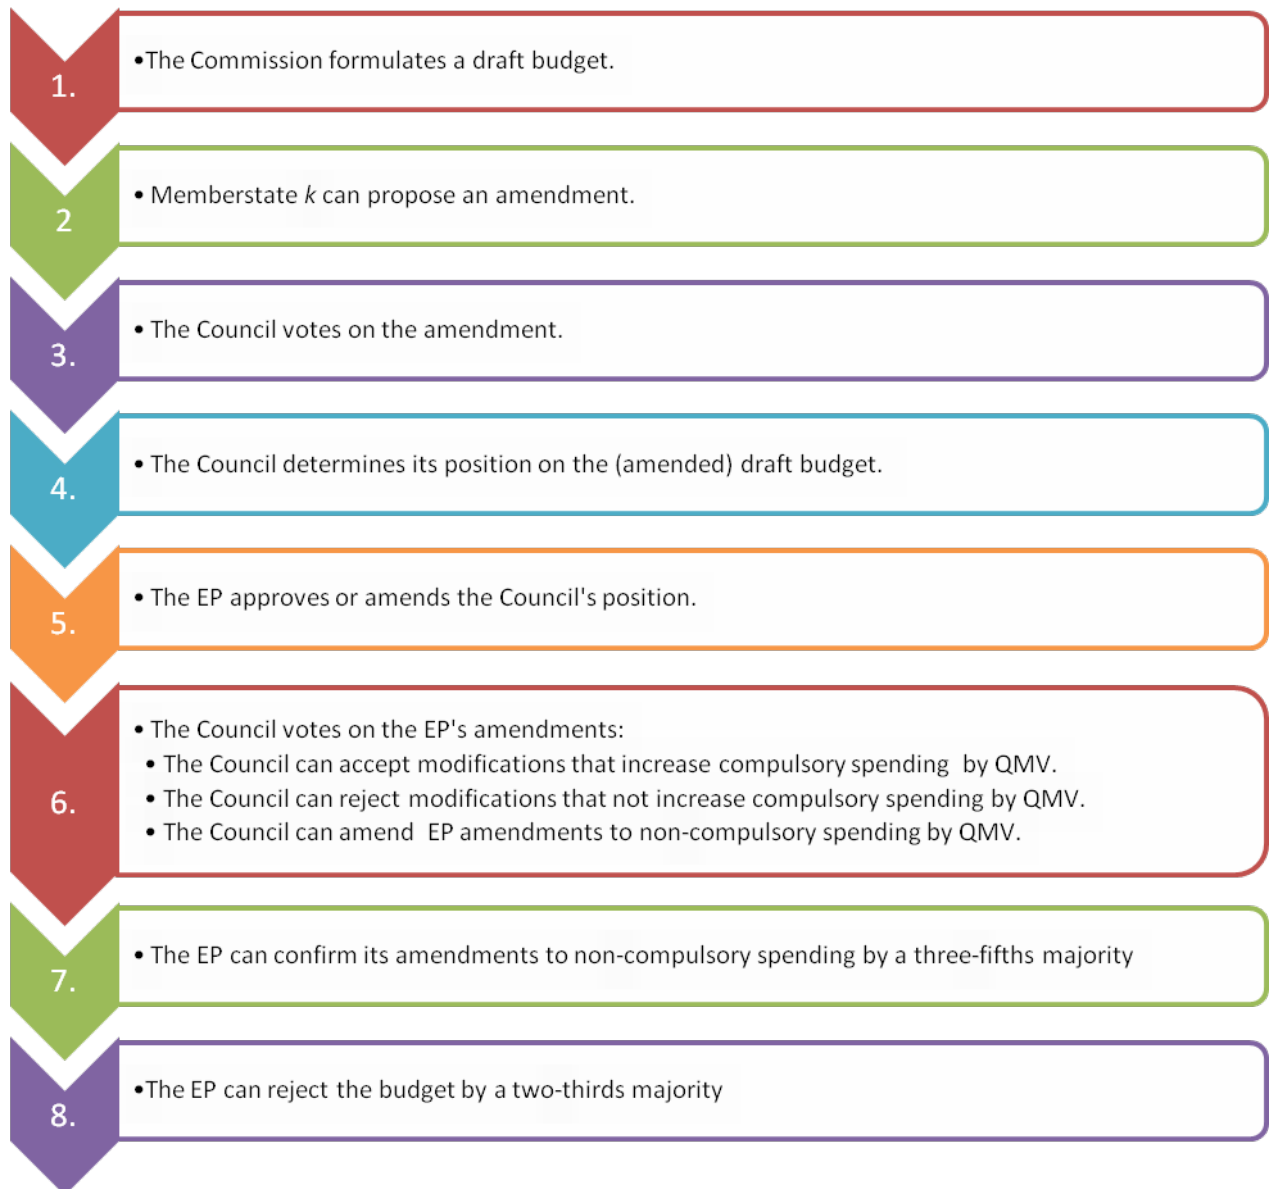 1.
•The Commission formulates a draft budget.
2
• Memberstate k can propose an amendment.
3.
• The Council votes on the amendment.
4.
• The Council determines its position on the (amended) draft budget.
5.
• The EP approves or amends the Council's position.
6.
• The Council votes on the EP's amendments:
• The Council can accept modifications that increase compulsory spending by QMV.
• The Council can reject modifications that not increase compulsory spending by QMV.
• The Council can amend EP amendments to non-compulsory spending by QMV.
7.
• The EP can confirm its amendments to non-compulsory spending by a three-fifths majority
8.
•The EP can reject the budget by a two-thirds majority